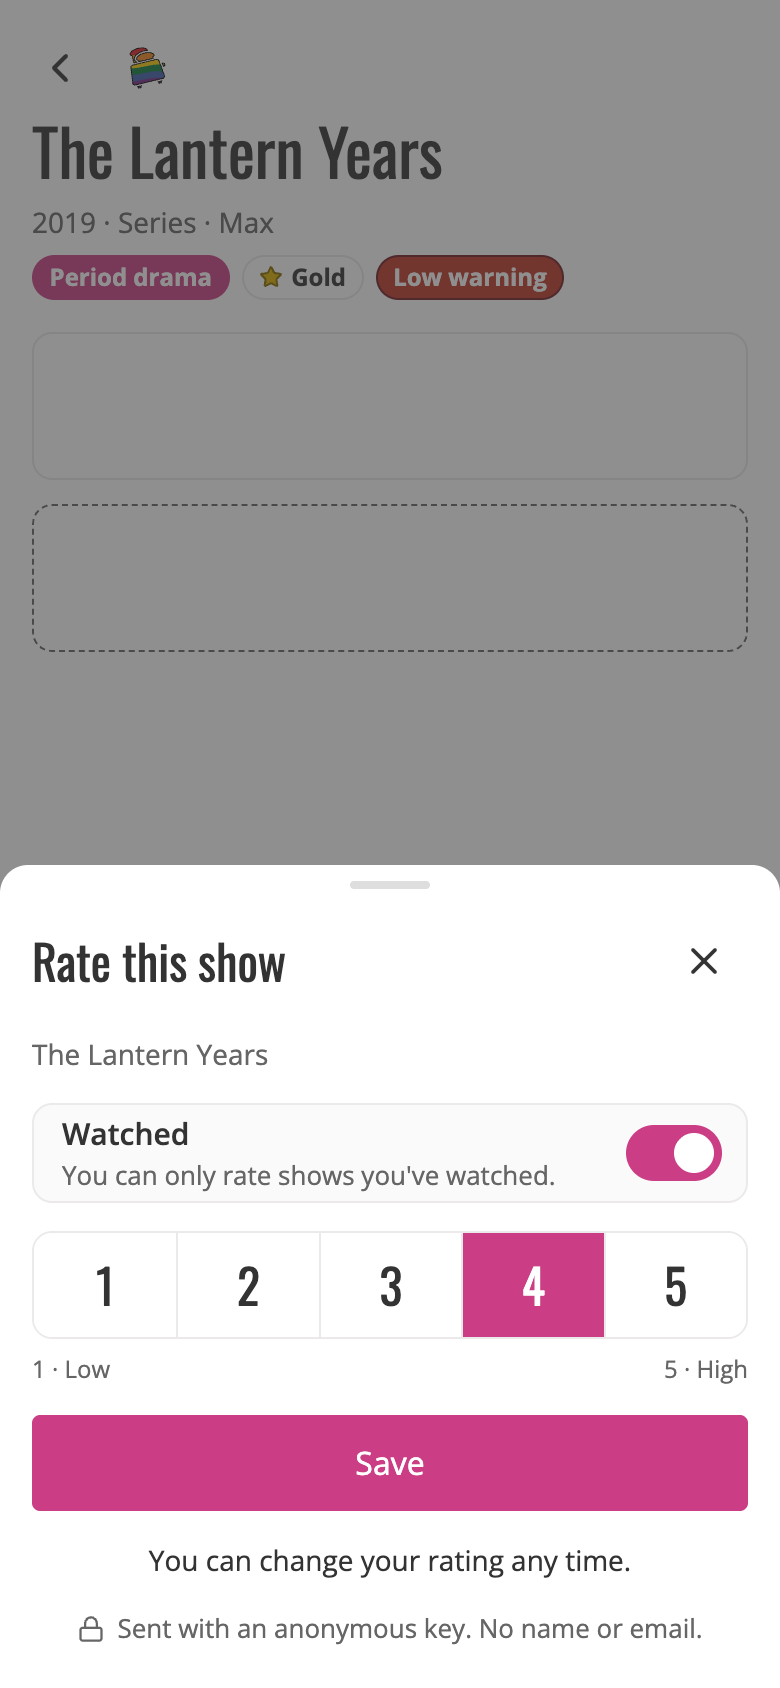 The Lantern Years
2019 · Series · Max
Period drama
Gold
Low warning
Rate this show
The Lantern Years
Watched
You can only rate shows you've watched.
1
2
3
4
5
1 · Low
5 · High
Save
You can change your rating any time.
Sent with an anonymous key. No name or email.